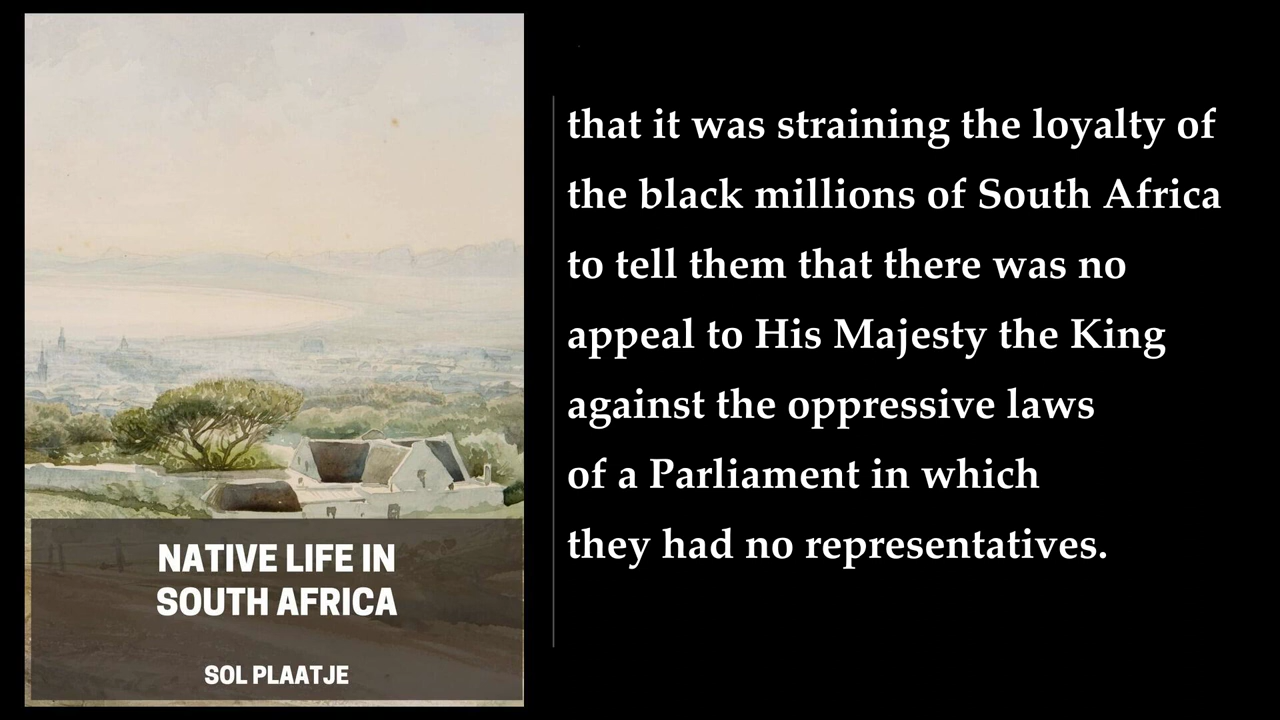 that it was straining the loyalty of
the black millions of South Africa
to tell them that there was no
appeal to His Majesty the King
against the oppressive laws
of a Parliament in which
they had no representatives.
NATIVE LIFE IN
SOUTH AFRICA
SOL PLAATJE